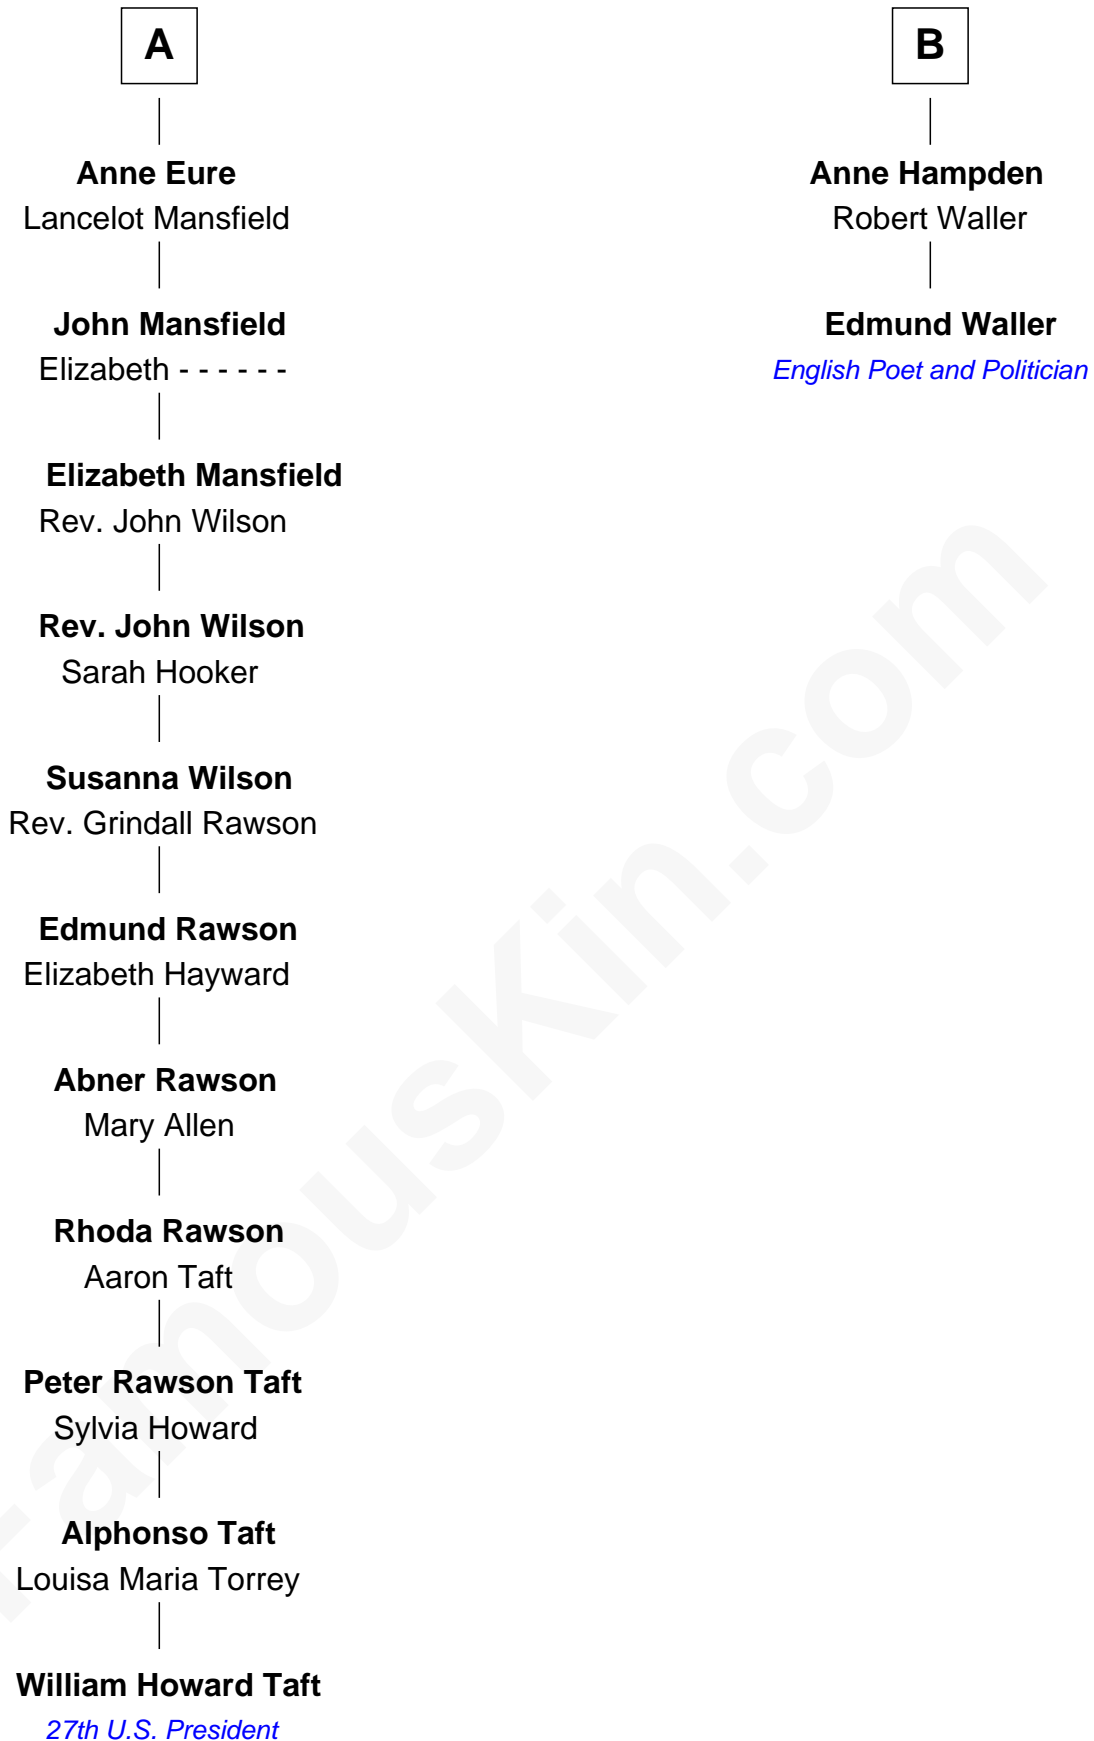 A
Anne Eure
Lancelot Mansfield
John Mansfield
Elizabeth - - - - - -
Elizabeth Mansfield
Rev. John Wilson
Rev. John Wilson
Sarah Hooker
Susanna Wilson
Rev. Grindall Rawson
Edmund Rawson
Elizabeth Hayward
Abner Rawson
Mary Allen
Rhoda Rawson
Aaron Taft
Peter Rawson Taft
Sylvia Howard
Alphonso Taft
Louisa Maria Torrey
William Howard Taft
27th U.S. President
B
Anne Hampden
Robert Waller
Edmund Waller
English Poet and Politician
FamousKin.com